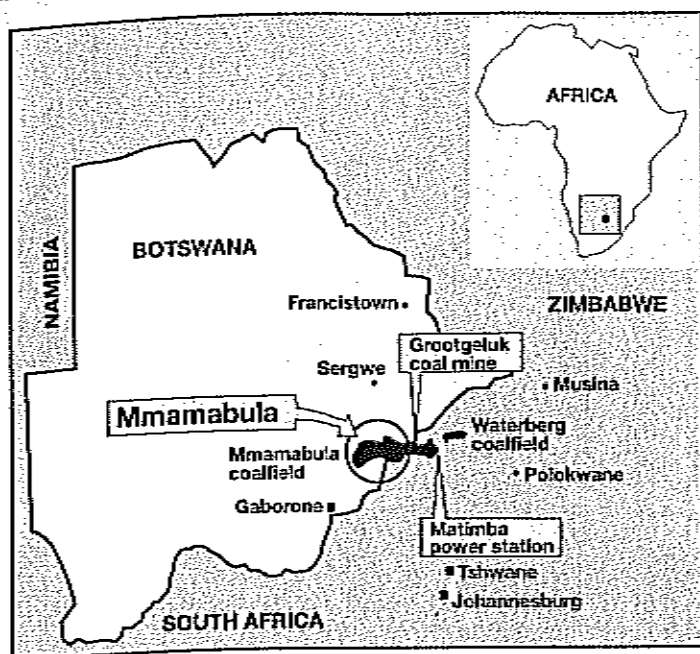 AFRICA
NAMIBIA
BOTSWANA
ZIMBABWE
Francistown
Grootgeluk
coal mine
Sergwe
Musina
Mmamabula
Waterberg
coalfield
Mmamabula
coalfield
Polokwane
Gaborone
Matimba
power station
Tshwane
Johannesburg
SOUTH AFRICA